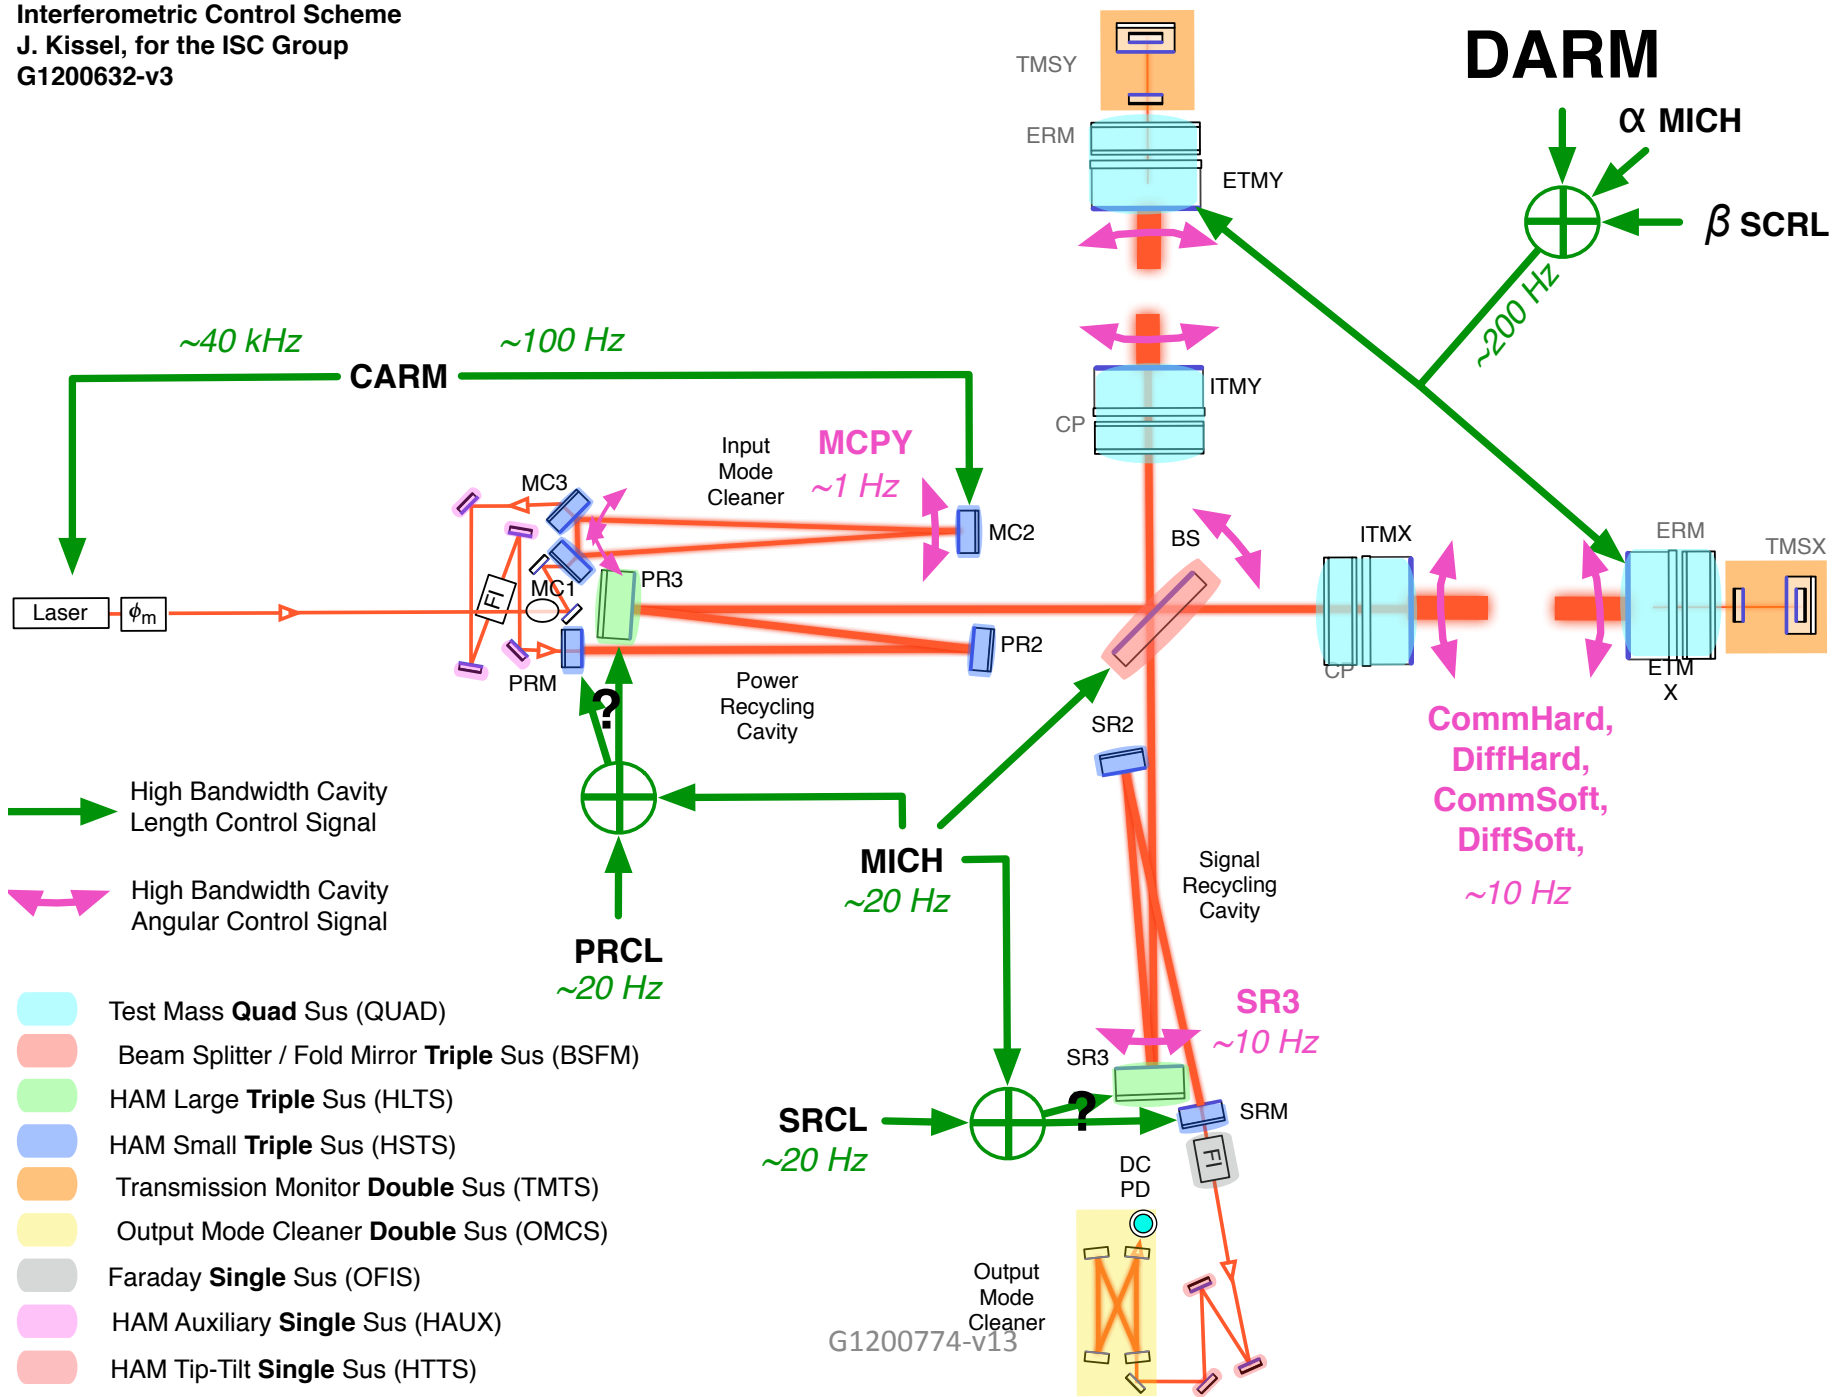 Interferometric Control Scheme
J. Kissel, for the ISC Group
G1200632-v3
DARM
α MICH
β SCRL
~200 Hz
TMSY
ERM
ETMY
ITMY
CP
~40 kHz
~100 Hz
CARM
Input
Mode
Cleaner
MCPY
~1 Hz
MC3
MC2
MC1
PR3
FI
Laser
ϕm
PRM
PR2
?
Power
Recycling
Cavity
BS
ITMX
CP
ERM
TMSX
ETM
X
CommHard,
DiffHard,
CommSoft,
DiffSoft,
~10 Hz
SR2
High Bandwidth Cavity
Length Control Signal
High Bandwidth Cavity
Angular Control Signal
MICH
~20 Hz
Signal
Recycling
Cavity
PRCL
~20 Hz
SR3
~10 Hz
SR3
?
SRM
SRCL
~20 Hz
FI
DC
PD
Output
Mode
Cleaner
Test Mass Quad Sus (QUAD)
Beam Splitter / Fold Mirror Triple Sus (BSFM)
HAM Large Triple Sus (HLTS)
HAM Small Triple Sus (HSTS)
Transmission Monitor Double Sus (TMTS)
Output Mode Cleaner Double Sus (OMCS)
Faraday Single Sus (OFIS)
HAM Auxiliary Single Sus (HAUX)
HAM Tip-Tilt Single Sus (HTTS)
G1200774-v13